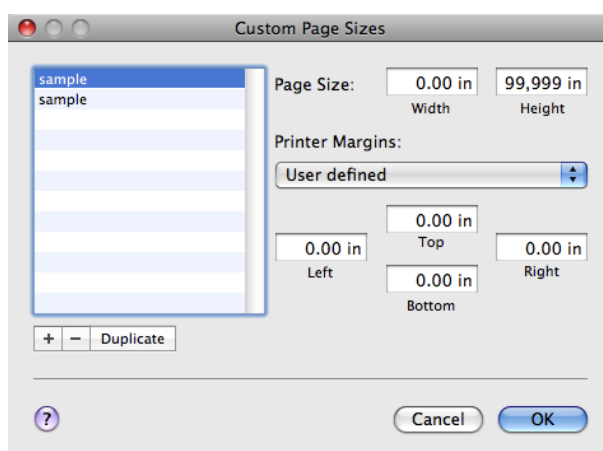 Custom Page Sizes
sample
sample
Page Size:
0.00 in
99,999 in
Width
Height
Printer Margins:
User defined
0.00 in
Top
0.00 in
Left
0.00 in
Right
0.00 in
Bottom
+ − Duplicate
?
Cancel
OK